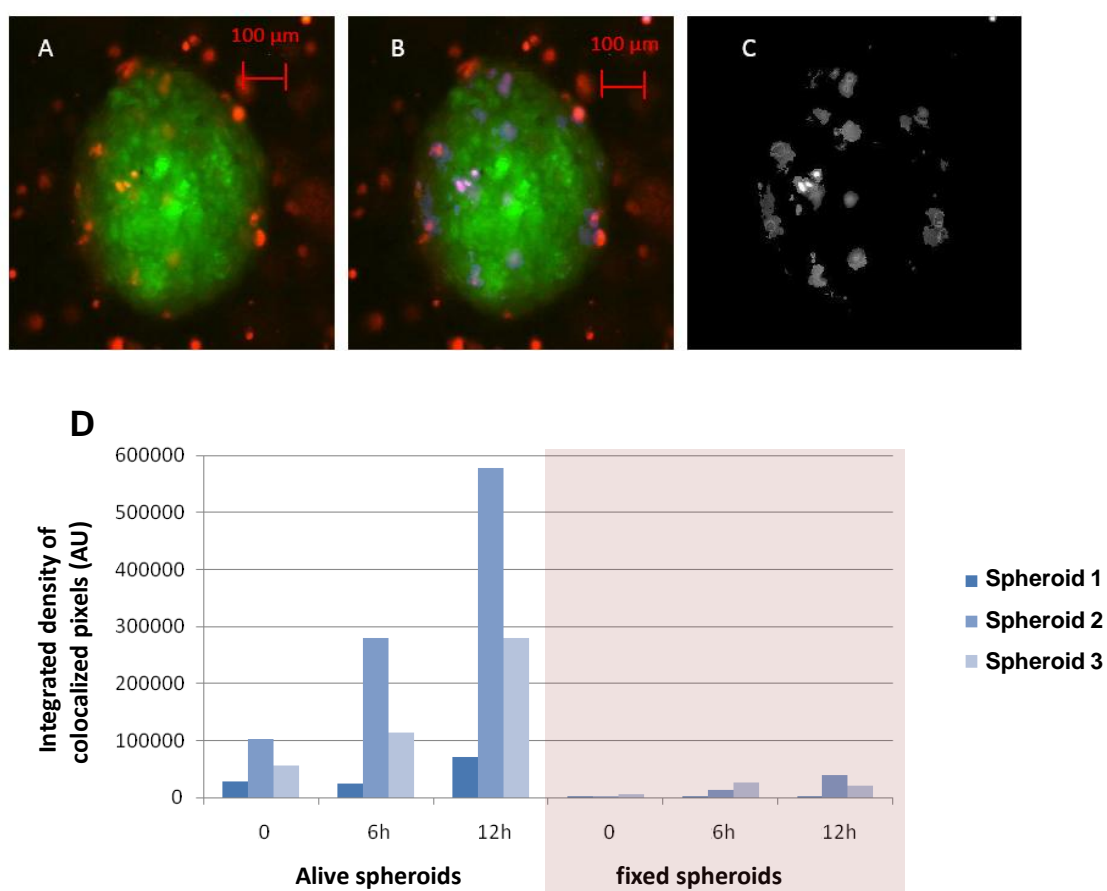 A
100 µm
B
100 µm
C
D
Integrated density of
colocalized pixels (AU)
600000
500000
400000
300000
200000
100000
0
0
6h
12h
0
6h
12h
Alive spheroids
fixed spheroids
Spheroid 1
Spheroid 2
Spheroid 3